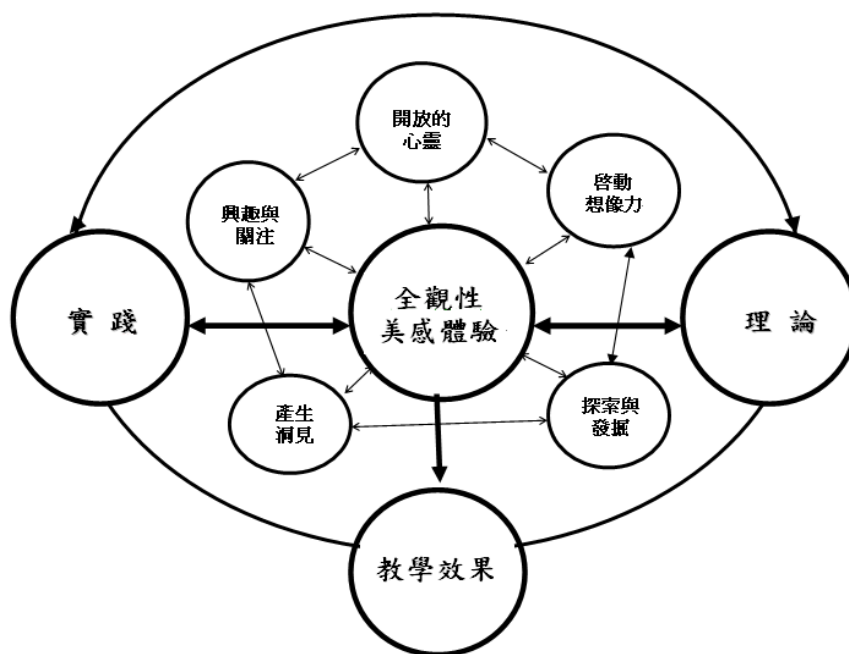 開放的
心靈
啓動
想像力
興趣與
關注
全觀性
美感體驗
實踐
理論
產生
洞見
探索與
發掘
教學效果